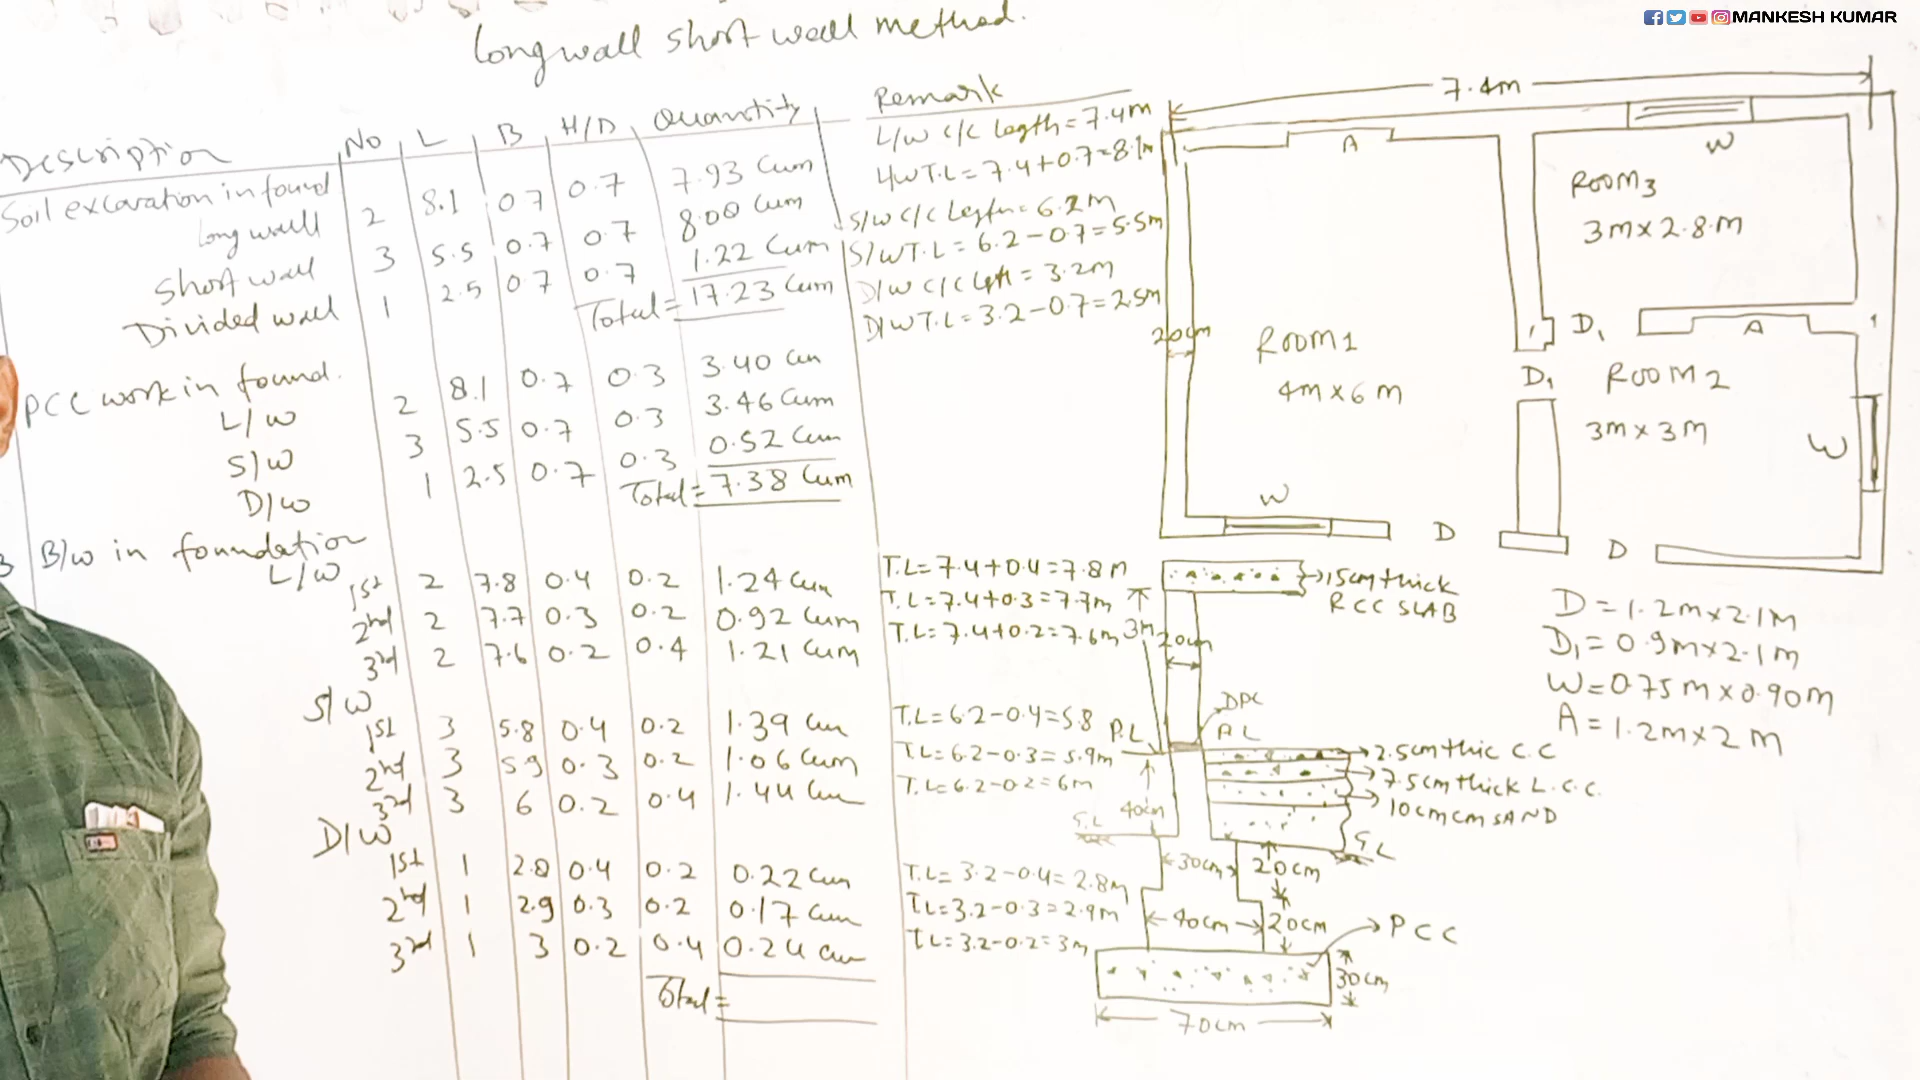 MANKESH KUMAR
Long wall short wall method.
Description No L B H/D Quantity Remark
Soil excavation in found
Long wall 2 8.1 0.7 0.7 7.93 Cum
Short wall 3 5.5 0.7 0.7 8.08 Cum
Divided wall 1 2.5 0.7 0.7 1.22 Cum
Total = 17.23 Cum
L/W C/C length = 7.4m
L/W T.L = 7.4+0.7=8.1m
S/W C/C Length = 6.2m
S/W T.L = 6.2-0.7=5.5m
D/W C/C Lgth = 3.2m
D/W T.L = 3.2-0.7=2.5m
PCC work in found.
L/W 2 8.1 0.7 0.3 3.40 Cum
S/W 3 5.5 0.7 0.3 3.46 Cum
D/W 1 2.5 0.7 0.3 0.52 Cum
Total = 7.38 Cum
3 B/W in foundation
L/W
1st 2 7.8 0.4 0.2 1.24 Cum T.L=7.4+0.4=7.8m
2nd 2 7.7 0.3 0.2 0.92 Cum T.L=7.4+0.3=7.7m
3rd 2 7.6 0.2 0.4 1.21 Cum T.L=7.4+0.2=7.6m
S/W
1st 3 5.8 0.4 0.2 1.39 Cum T.L=6.2-0.4=5.8
2nd 3 5.9 0.3 0.2 1.06 Cum T.L=6.2-0.3=5.9m
3rd 3 6 0.2 0.4 1.44 Cum T.L=6.2-0.2=6m
D/W
1st 1 2.8 0.4 0.2 0.22 Cum T.L=3.2-0.4=2.8m
2nd 1 2.9 0.3 0.2 0.17 Cum T.L=3.2-0.3=2.9m
3rd 1 3 0.2 0.4 0.24 Cum T.L=3.2-0.2=3m
Total =
7.4m
A
W
ROOM3
3m×2.8m
20cm
ROOM1
4m×6m
D1
A
D1
ROOM2
3m×3m
W
W
D
D
15cm thick
RCC SLAB
3m
20cm
D=1.2m×2.1m
D1=0.9m×2.1m
W=0.75m×0.90m
A=1.2m×2m
DPC
P.L
2.5cm thic C.C
7.5cm thick L.C.C.
10cmcm SAND
40cm
G.L
G.L
30cm
20cm
40cm
20cm
PCC
30cm
70cm